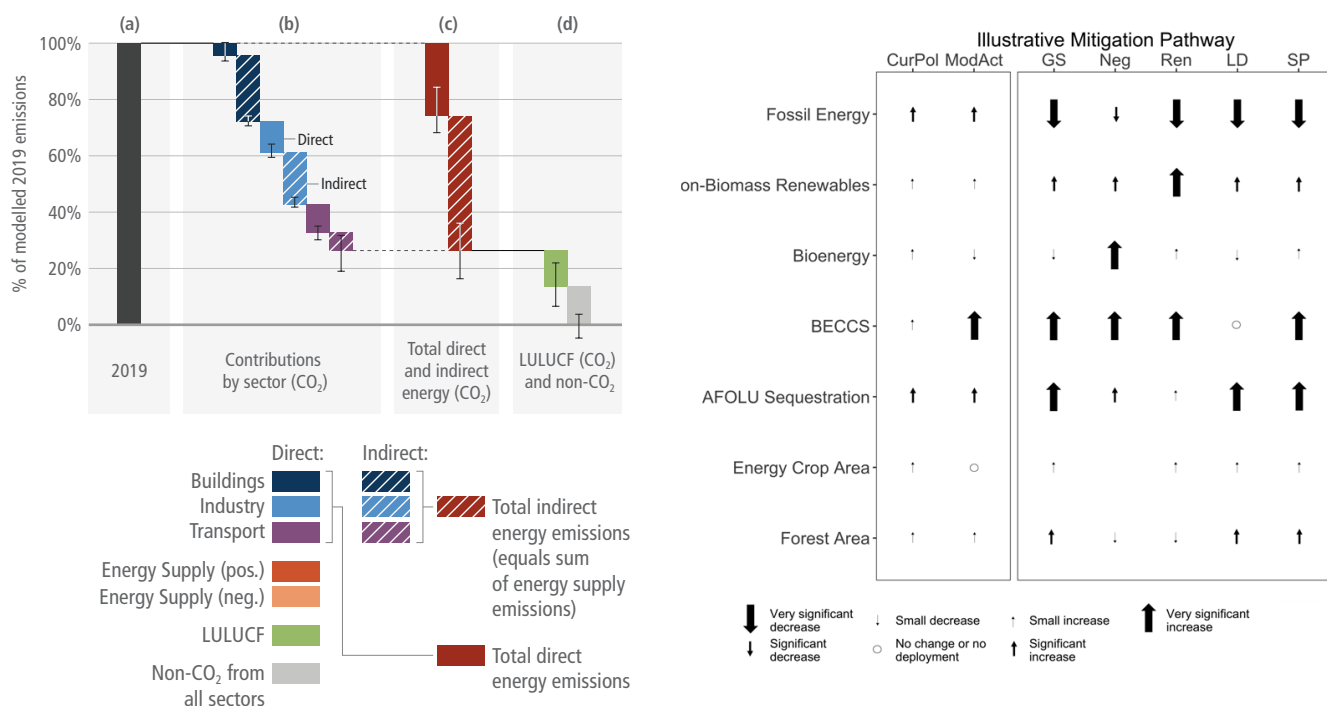 (a) (b) (c) (d)
% of modelled 2019 emissions
100%
80%
60%
40%
20%
0%
Direct
Indirect
2019
Contributions
by sector (CO₂)
Total direct
and indirect
energy (CO₂)
LULUCF (CO₂)
and non-CO₂
Direct: Indirect:
Buildings
Industry
Transport
Energy Supply (pos.)
Energy Supply (neg.)
LULUCF
Non-CO₂ from
all sectors
Total indirect
energy emissions
(equals sum
of energy supply
emissions)
Total direct
energy emissions
Illustrative Mitigation Pathway
CurPol ModAct GS Neg Ren LD SP
Fossil Energy
on-Biomass Renewables
Bioenergy
BECCS
AFOLU Sequestration
Energy Crop Area
Forest Area
Very significant
decrease
Small decrease
Small increase
Very significant
increase
Significant
decrease
No change or no
deployment
Significant
increase